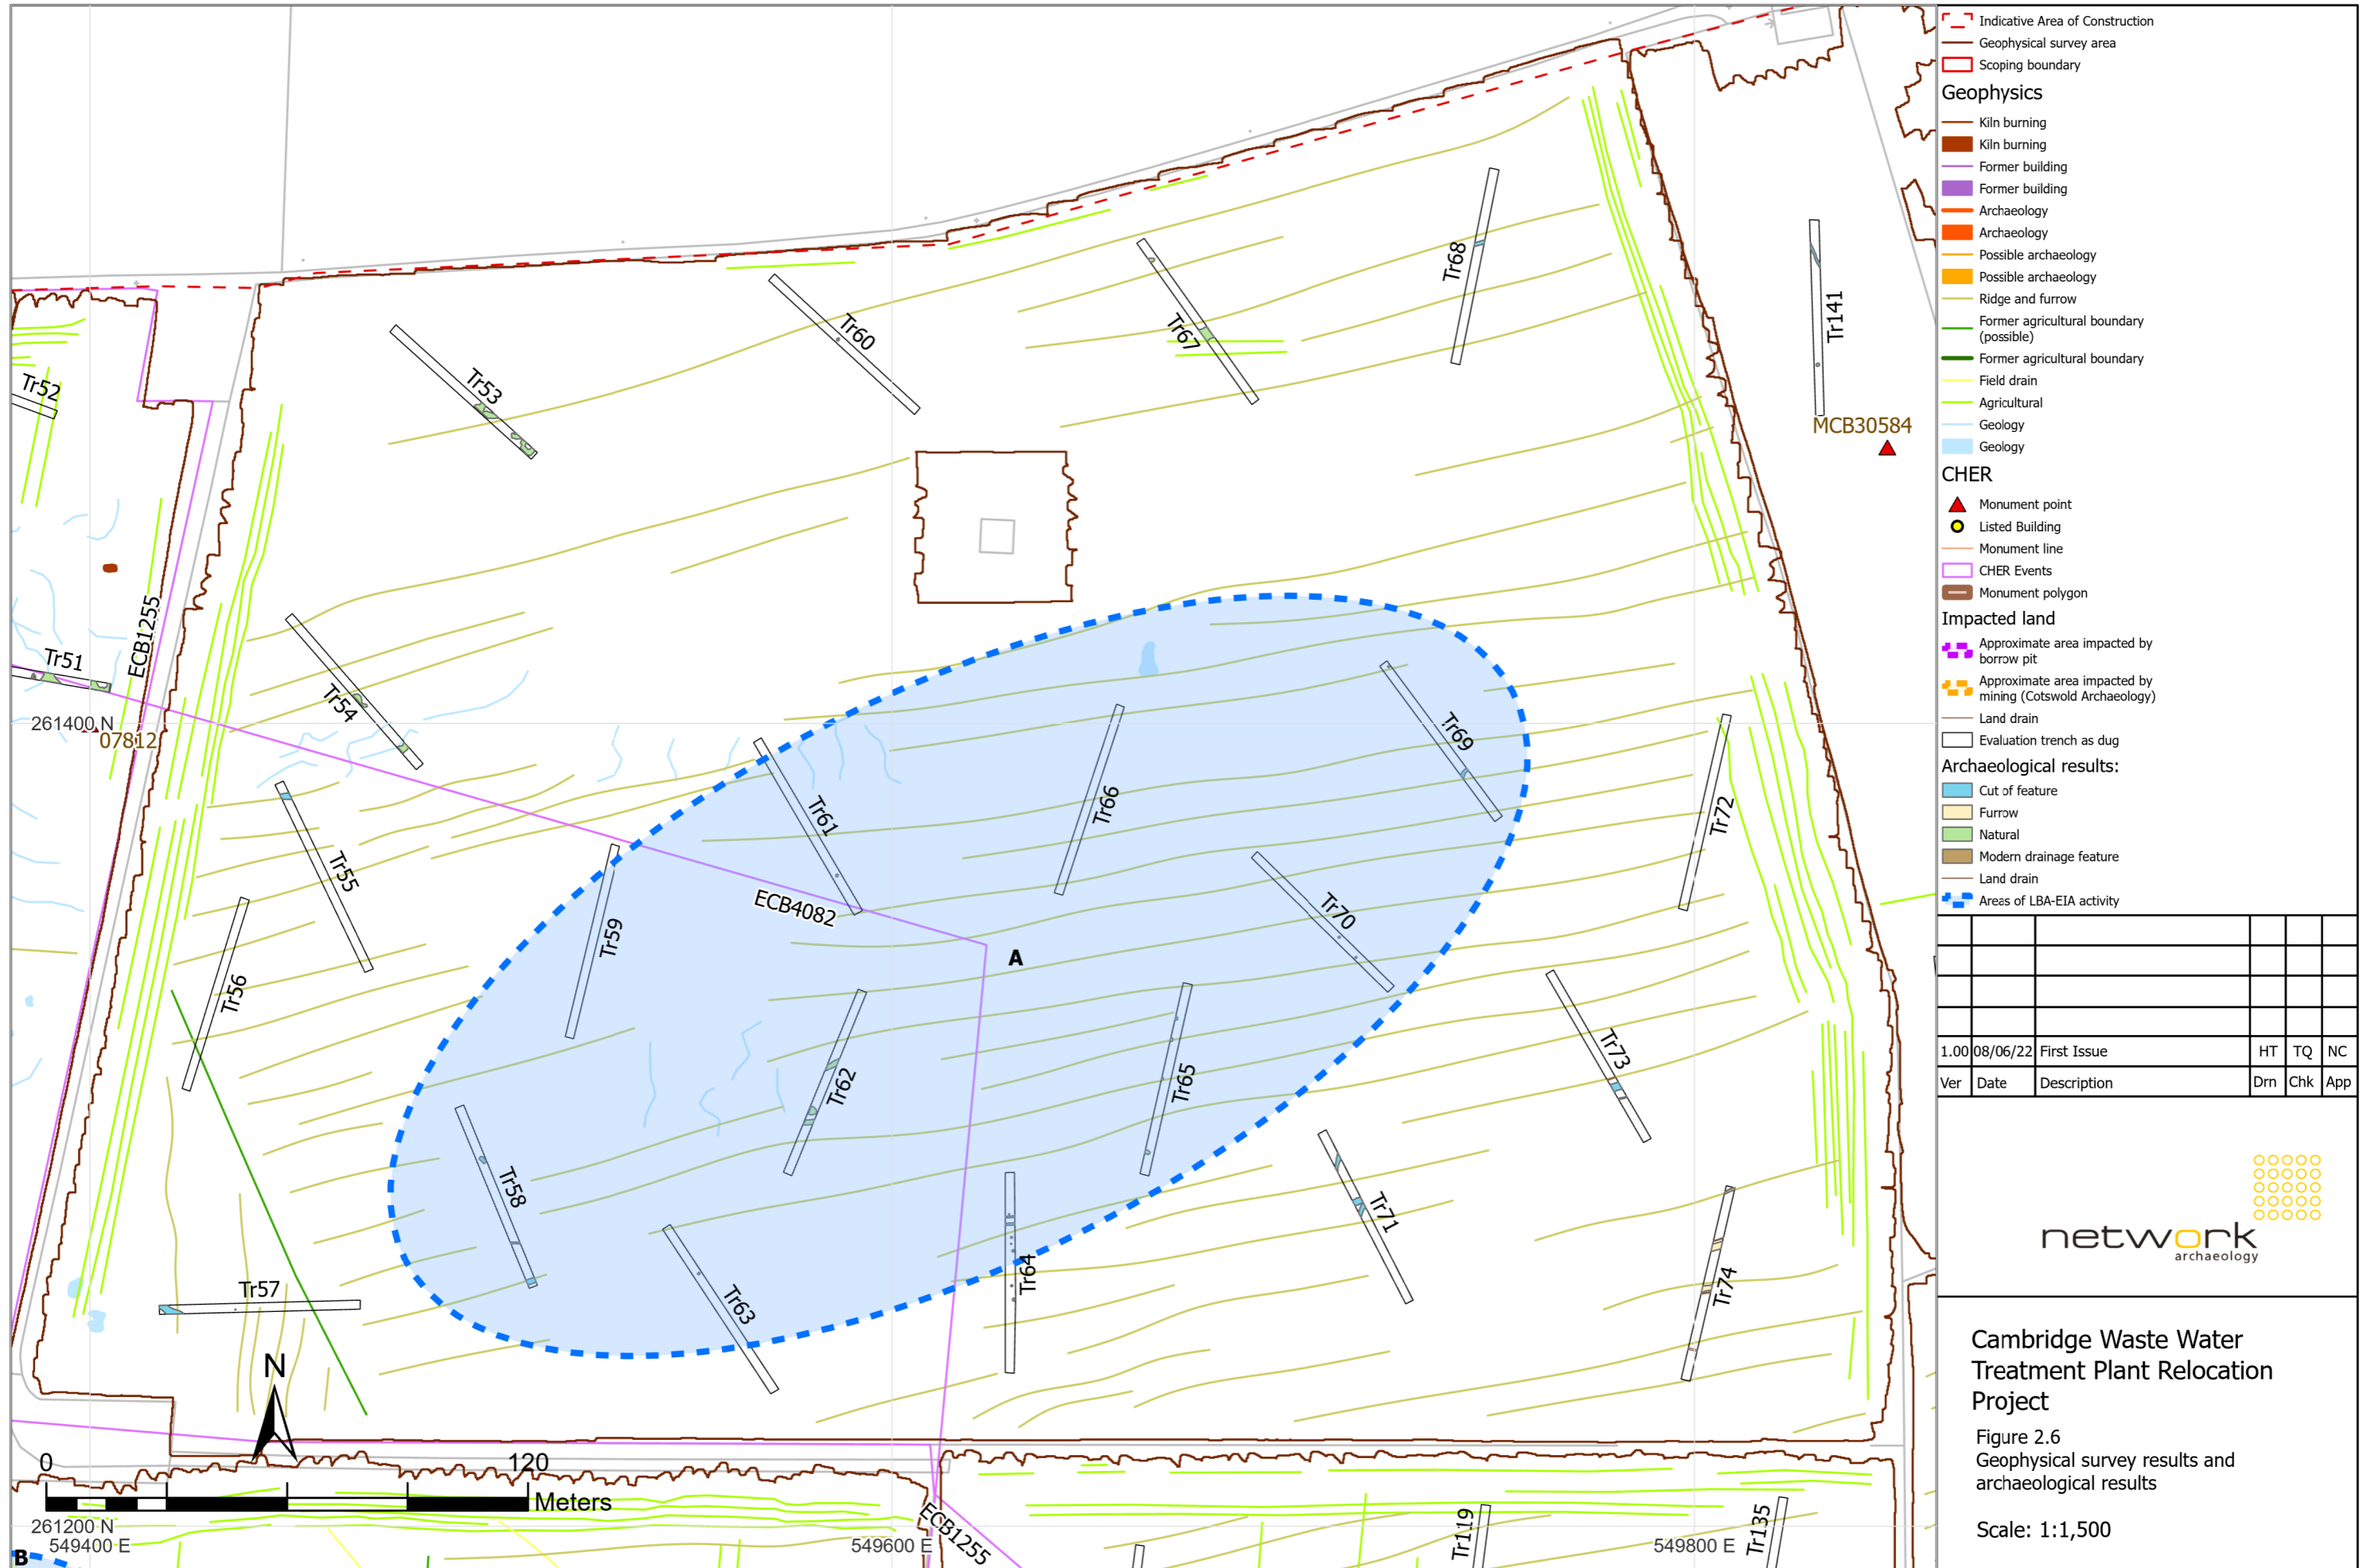 Tr68
Tr141
Tr67
Tr60
Tr53
Tr52
MCB30584
ECB1255
Tr51
Tr54
261400 N
07812
Tr69
Tr66
Tr61
Tr72
Tr55
ECB4082
Tr70
Tr59
A
Tr56
Tr73
Tr65
Tr62
Tr58
Tr71
Tr64
Tr74
Tr57
Tr63
N
0
120
Meters
261200 N
549400 E
549600 E
549800 E
ECB1255
Tr119
Tr135
B
Indicative Area of Construction
Geophysical survey area
Scoping boundary
Geophysics
Kiln burning
Kiln burning
Former building
Former building
Archaeology
Archaeology
Possible archaeology
Possible archaeology
Ridge and furrow
Former agricultural boundary
(possible)
Former agricultural boundary
Field drain
Agricultural
Geology
Geology
CHER
Monument point
Listed Building
Monument line
CHER Events
Monument polygon
Impacted land
Approximate area impacted by
borrow pit
Approximate area impacted by
mining (Cotswold Archaeology)
Land drain
Evaluation trench as dug
Archaeological results:
Cut of feature
Furrow
Natural
Modern drainage feature
Land drain
Areas of LBA-EIA activity
1.00 08/06/22 First Issue HT TQ NC
Ver Date Description Drn Chk App
network
archaeology
Cambridge Waste Water
Treatment Plant Relocation
Project
Figure 2.6
Geophysical survey results and
archaeological results
Scale: 1:1,500